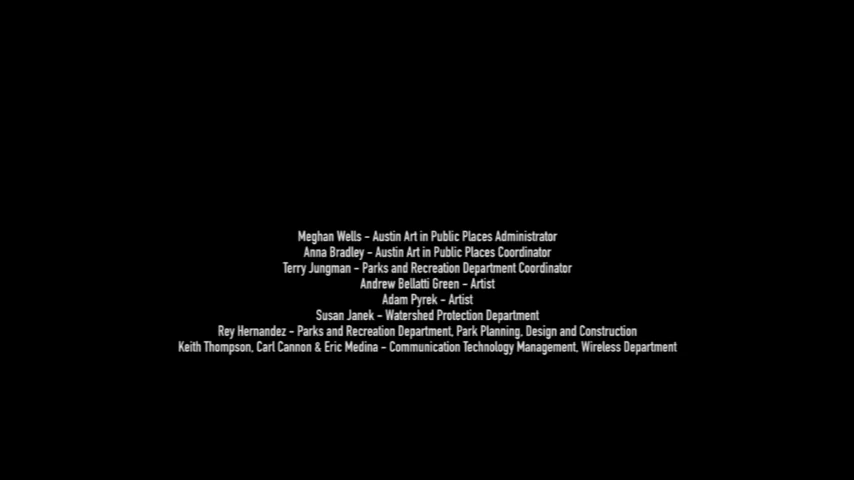 Meghan Wells - Austin Art in Public Places Administrator
Anna Bradley - Austin Art in Public Places Coordinator
Terry Jungman - Parks and Recreation Department Coordinator
Andrew Bellatti Green - Artist
Adam Pyrek - Artist
Susan Janek - Watershed Protection Department
Rey Hernandez - Parks and Recreation Department, Park Planning, Design and Construction
Keith Thompson, Carl Cannon & Eric Medina - Communication Technology Management, Wireless Department